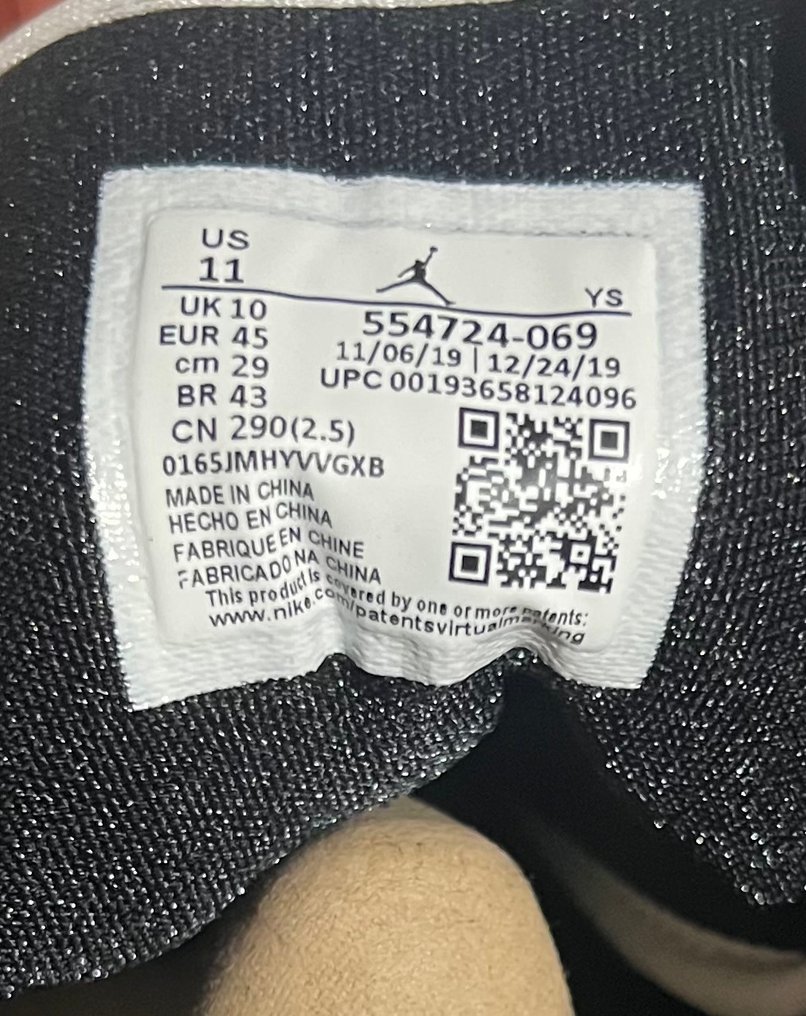 US
11
YS
UK 10
EUR 45
cm 29
BR 43
CN 290(2.5)
0165JMHYVVGXB
554724-069
11/06/19 | 12/24/19
UPC 00193658124096
MADE IN CHINA
HECHO EN CHINA
FABRIQUE EN CHINE
FABRICADO NA CHINA
This product is covered by one or more patents:
www.nike.com/patentsvirtualmarking